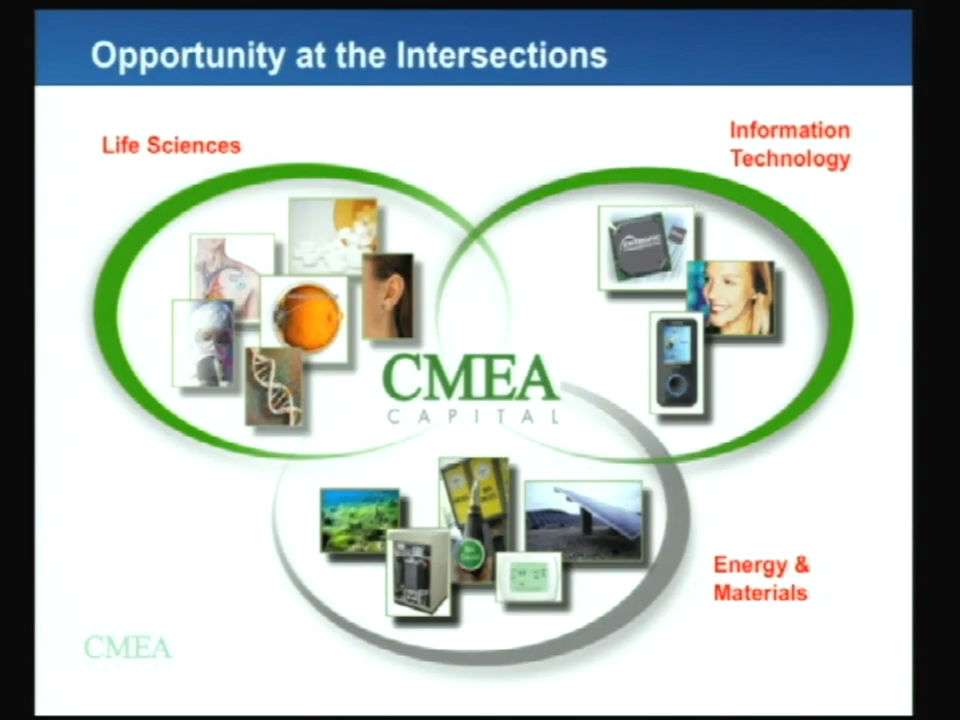 Opportunity at the Intersections
Life Sciences
Information
Technology
CMEA
CAPITAL
Energy &
Materials
CMEA